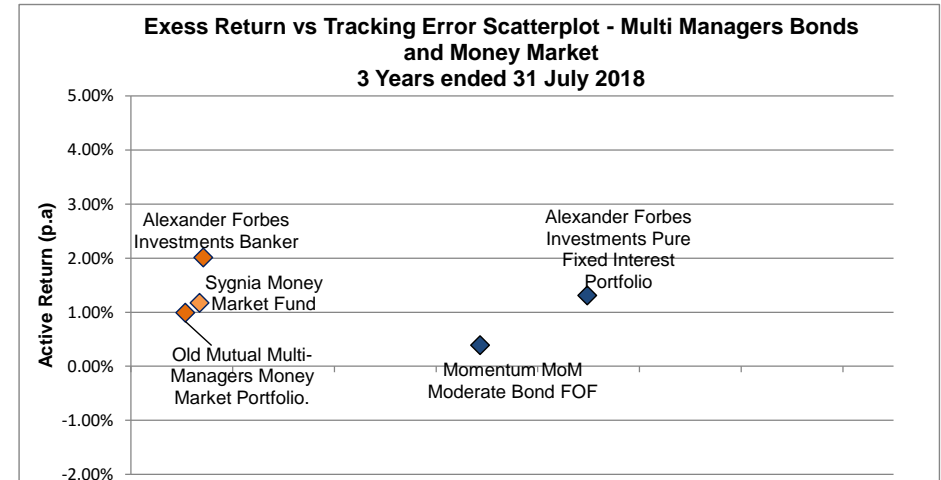 Exess Return vs Tracking Error Scatterplot - Multi Managers Bonds
and Money Market
3 Years ended 31 July 2018
5.00%
4.00%
3.00%
2.00%
1.00%
0.00%
-1.00%
-2.00%
Active Return (p.a)
Alexander Forbes
Investments Banker
Sygnia Money
Market Fund
Old Mutual Multi-
Managers Money
Market Portfolio.
Alexander Forbes
Investments Pure
Fixed Interest
Portfolio
Momentum MoM
Moderate Bond FOF